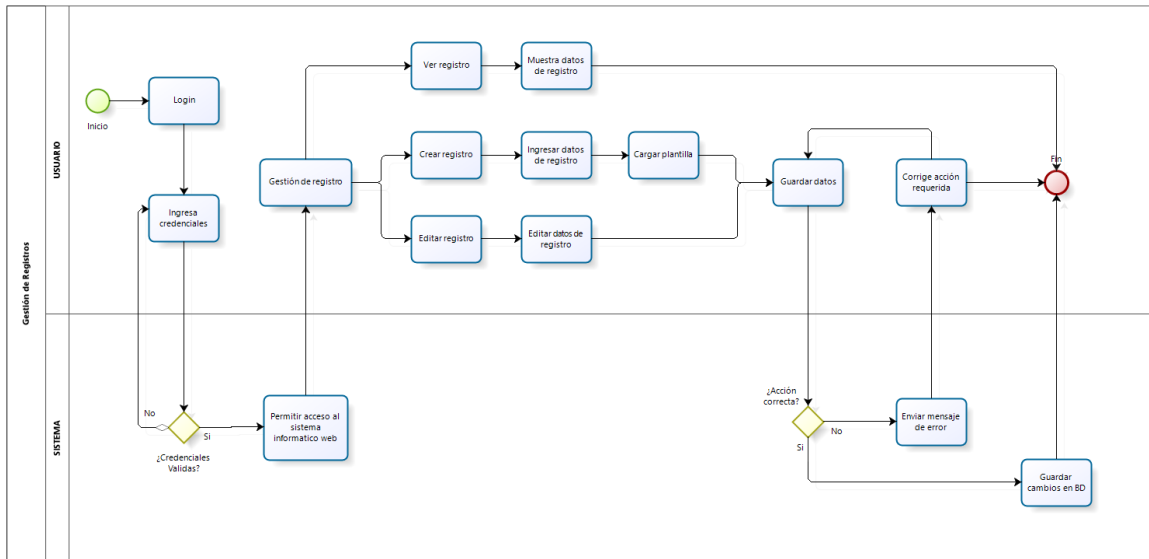 Gestión de Registros
USUARIO
Inicio
Login
Ingresa
credenciales
Gestión de registro
Ver registro
Muestra datos
de registro
Crear registro
Ingresar datos
de registro
Cargar plantilla
Editar registro
Editar datos de
registro
Guardar datos
Corrige acción
requerida
Fin
SISTEMA
No
Si
¿Credenciales
Validas?
Permitir acceso al
sistema
informatico web
¿Acción
correcta?
No
Si
Enviar mensaje
de error
Guardar
cambios en BD